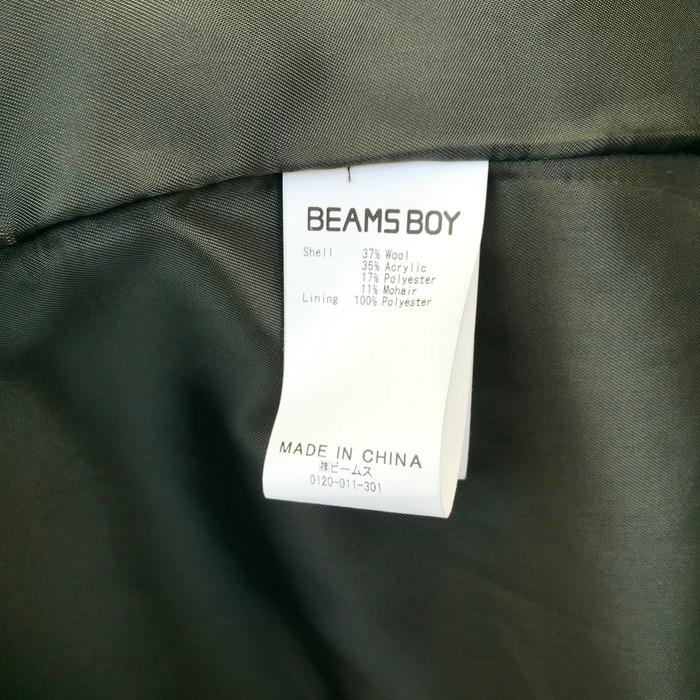 BEAMS BOY
Shell 37% Wool
35% Acrylic
17% Polyester
11% Mohair
Lining 100% Polyester
MADE IN CHINA
㈱ビームス
0120-011-301